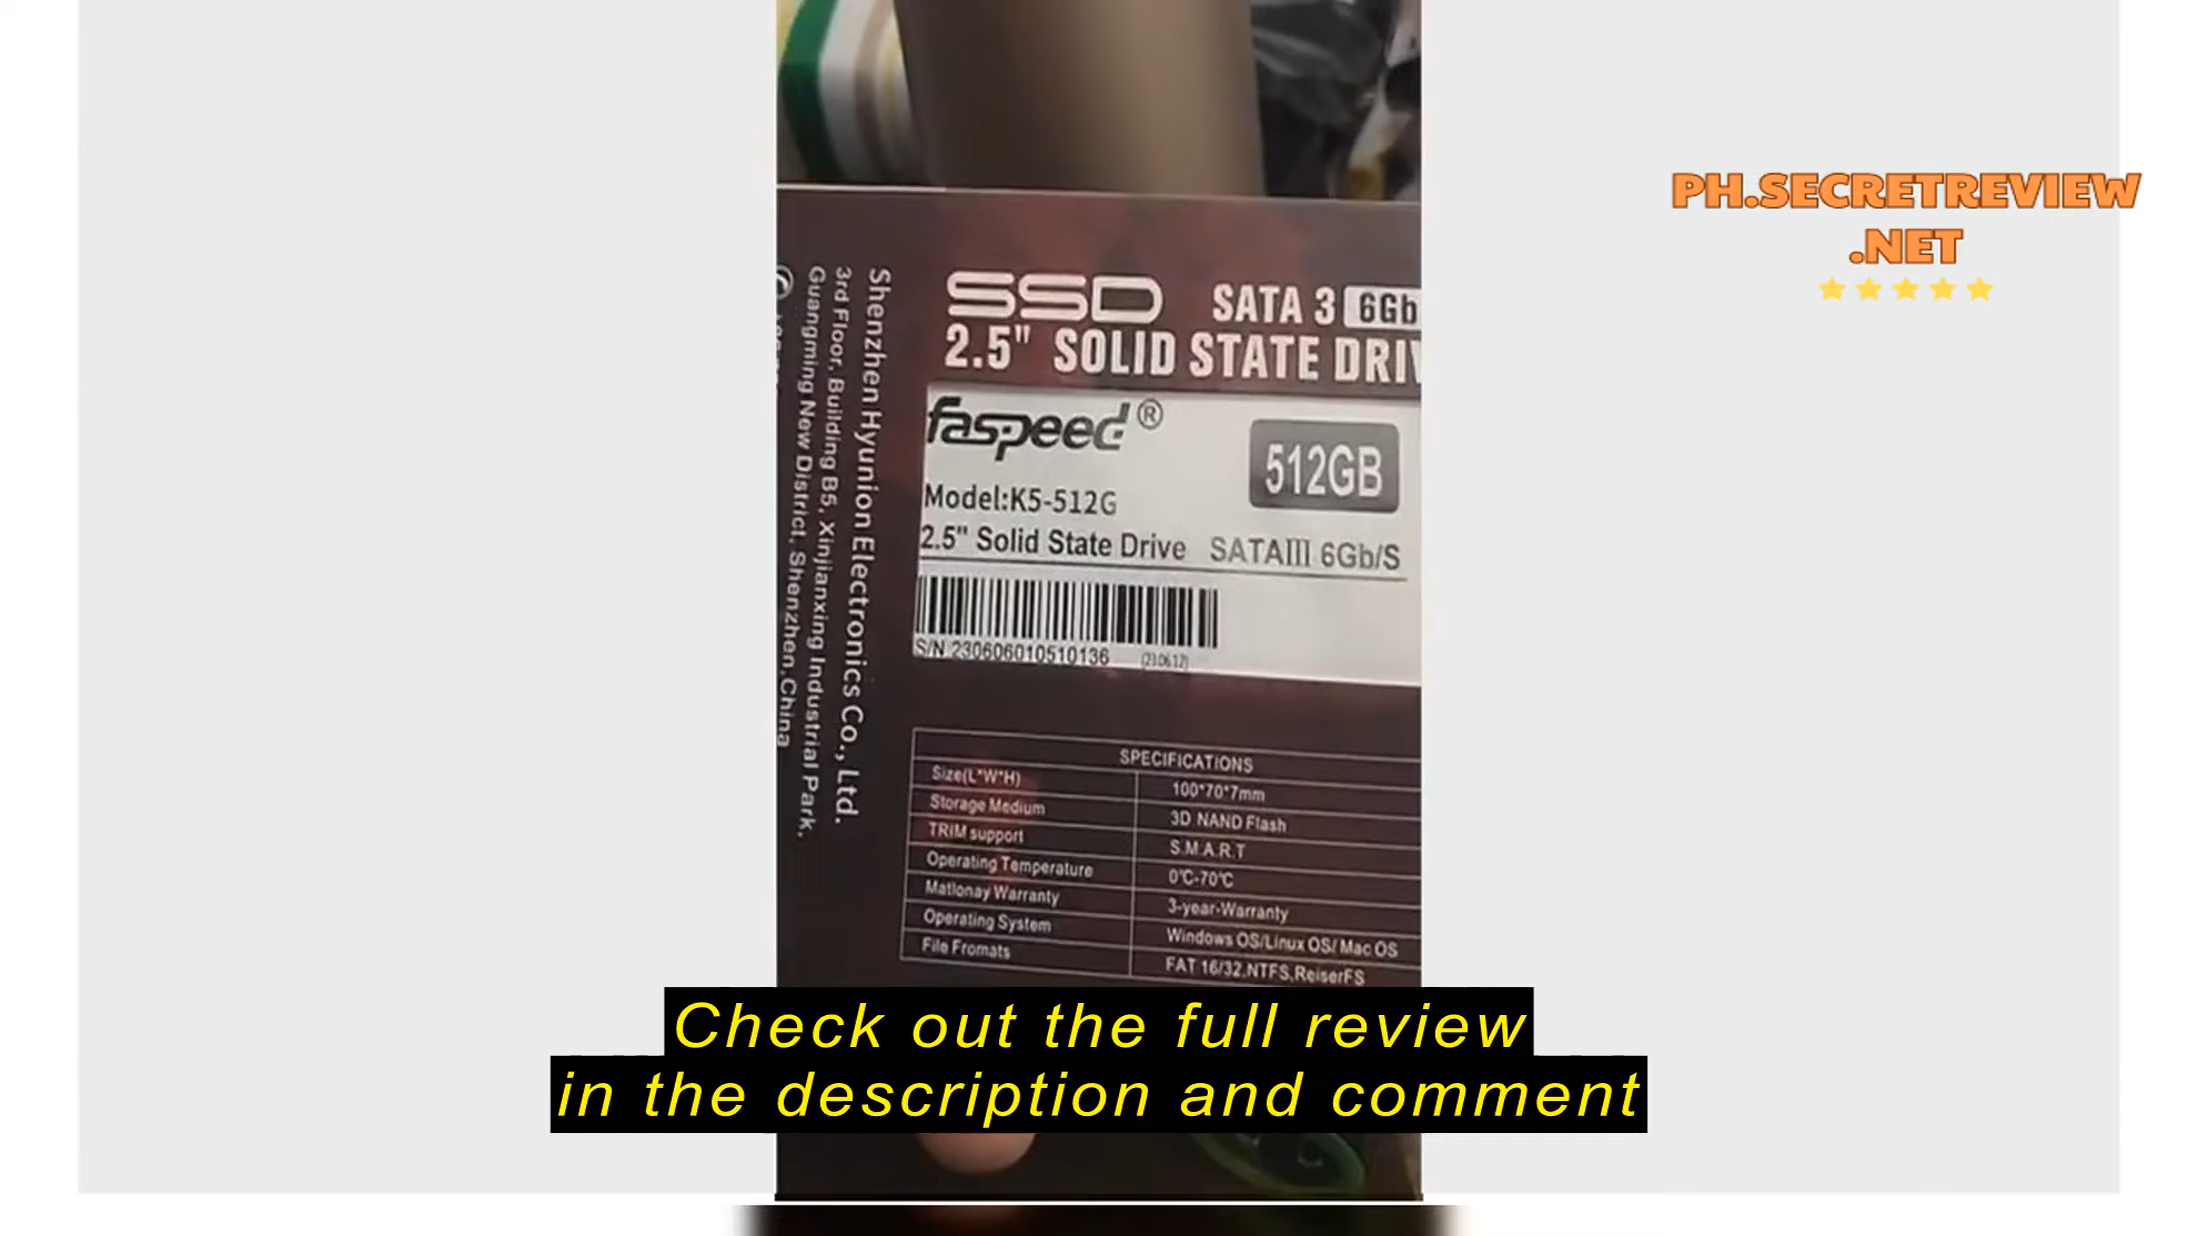 PH.SECRETREVIEW
.NET
SSD SATA 3 6Gb
2.5" SOLID STATE
faspeed®
512GB
Model:K5-512G
2.5" Solid State Drive SATAIII 6Gb/S
S/N 230606010510136 (23.06.12)
Shenzhen Hyunion Electronics Co., Ltd.
3rd Floor, Building B5, Xinjianxing Industrial Park,
Guangming New District, Shenzhen,China
SPECIFICATIONS
Size(L*W*H) 100*70*7mm
Storage Medium 3D NAND Flash
TRIM support S.M.A.R.T
Operating Temperature 0℃-70℃
Matlonay Warranty 3-year-Warranty
Operating System Windows OS/Linux OS/ Mac OS
File Fromats FAT 16/32,NTFS,ReiserFS
Check out the full review
in the description and comment